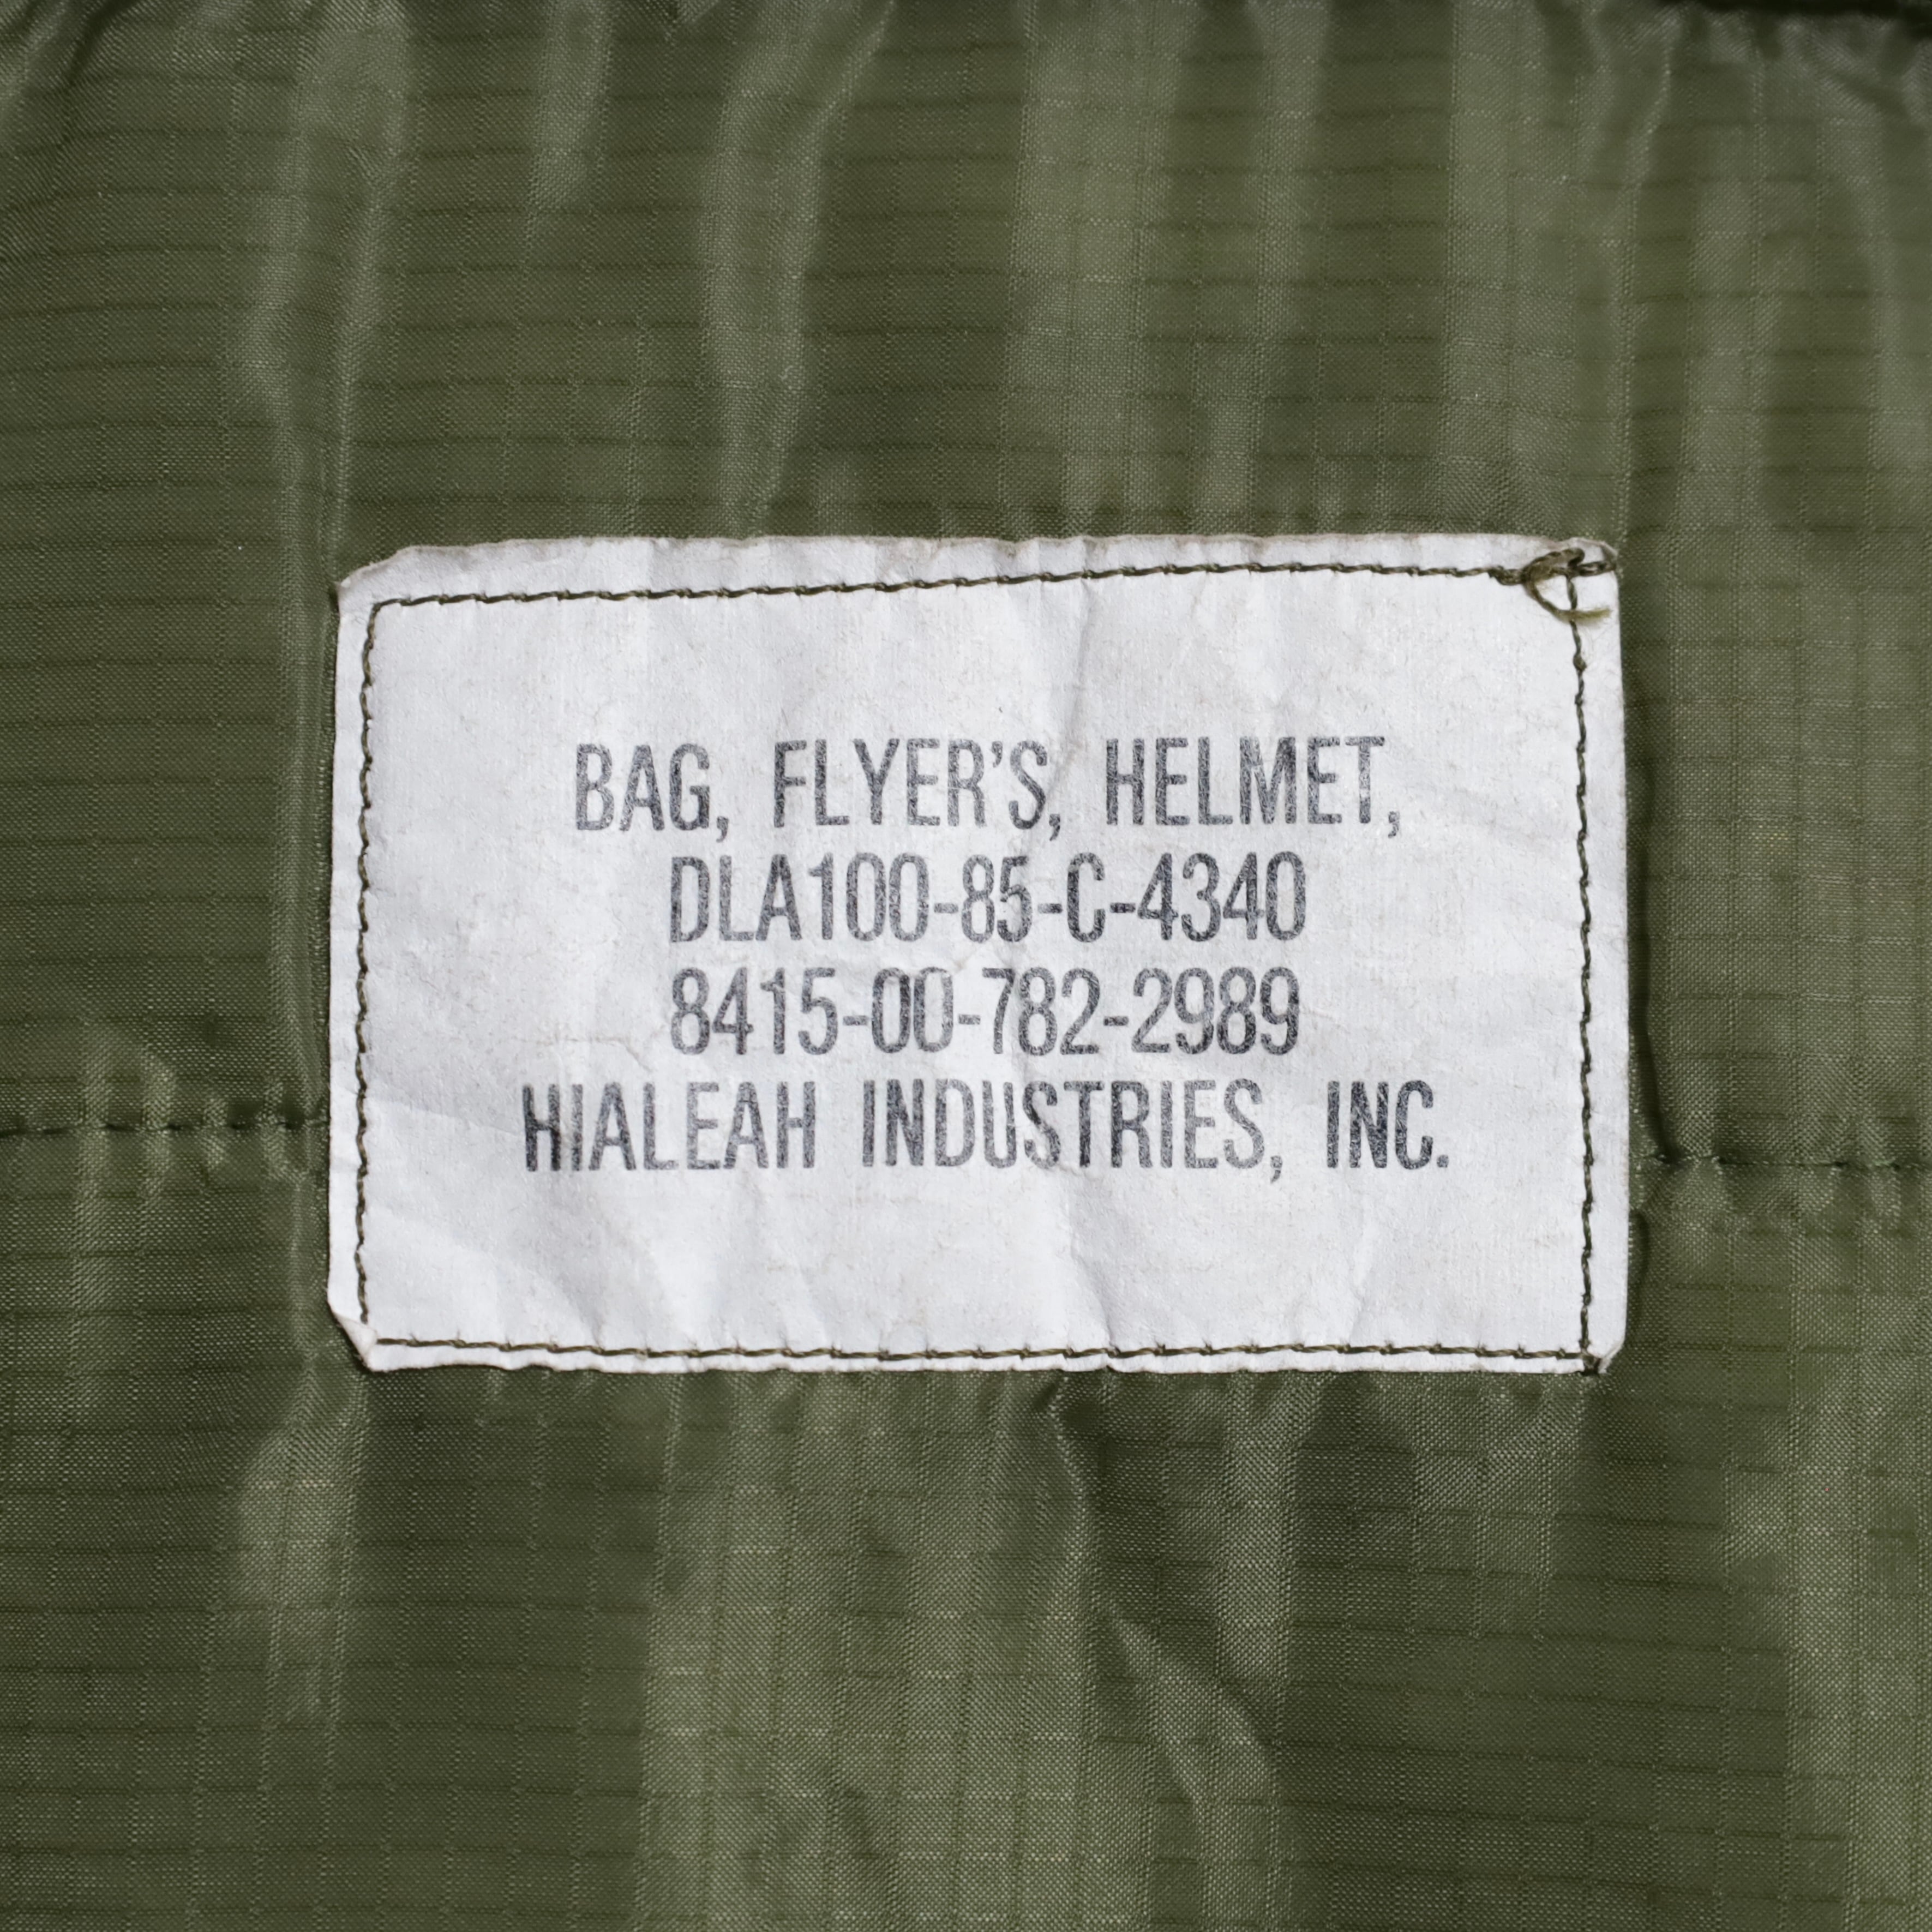 BAG, FLYER'S, HELMET,
DLA100-85-C-4340
8415-00-782-2989
HIALEAH INDUSTRIES, INC.